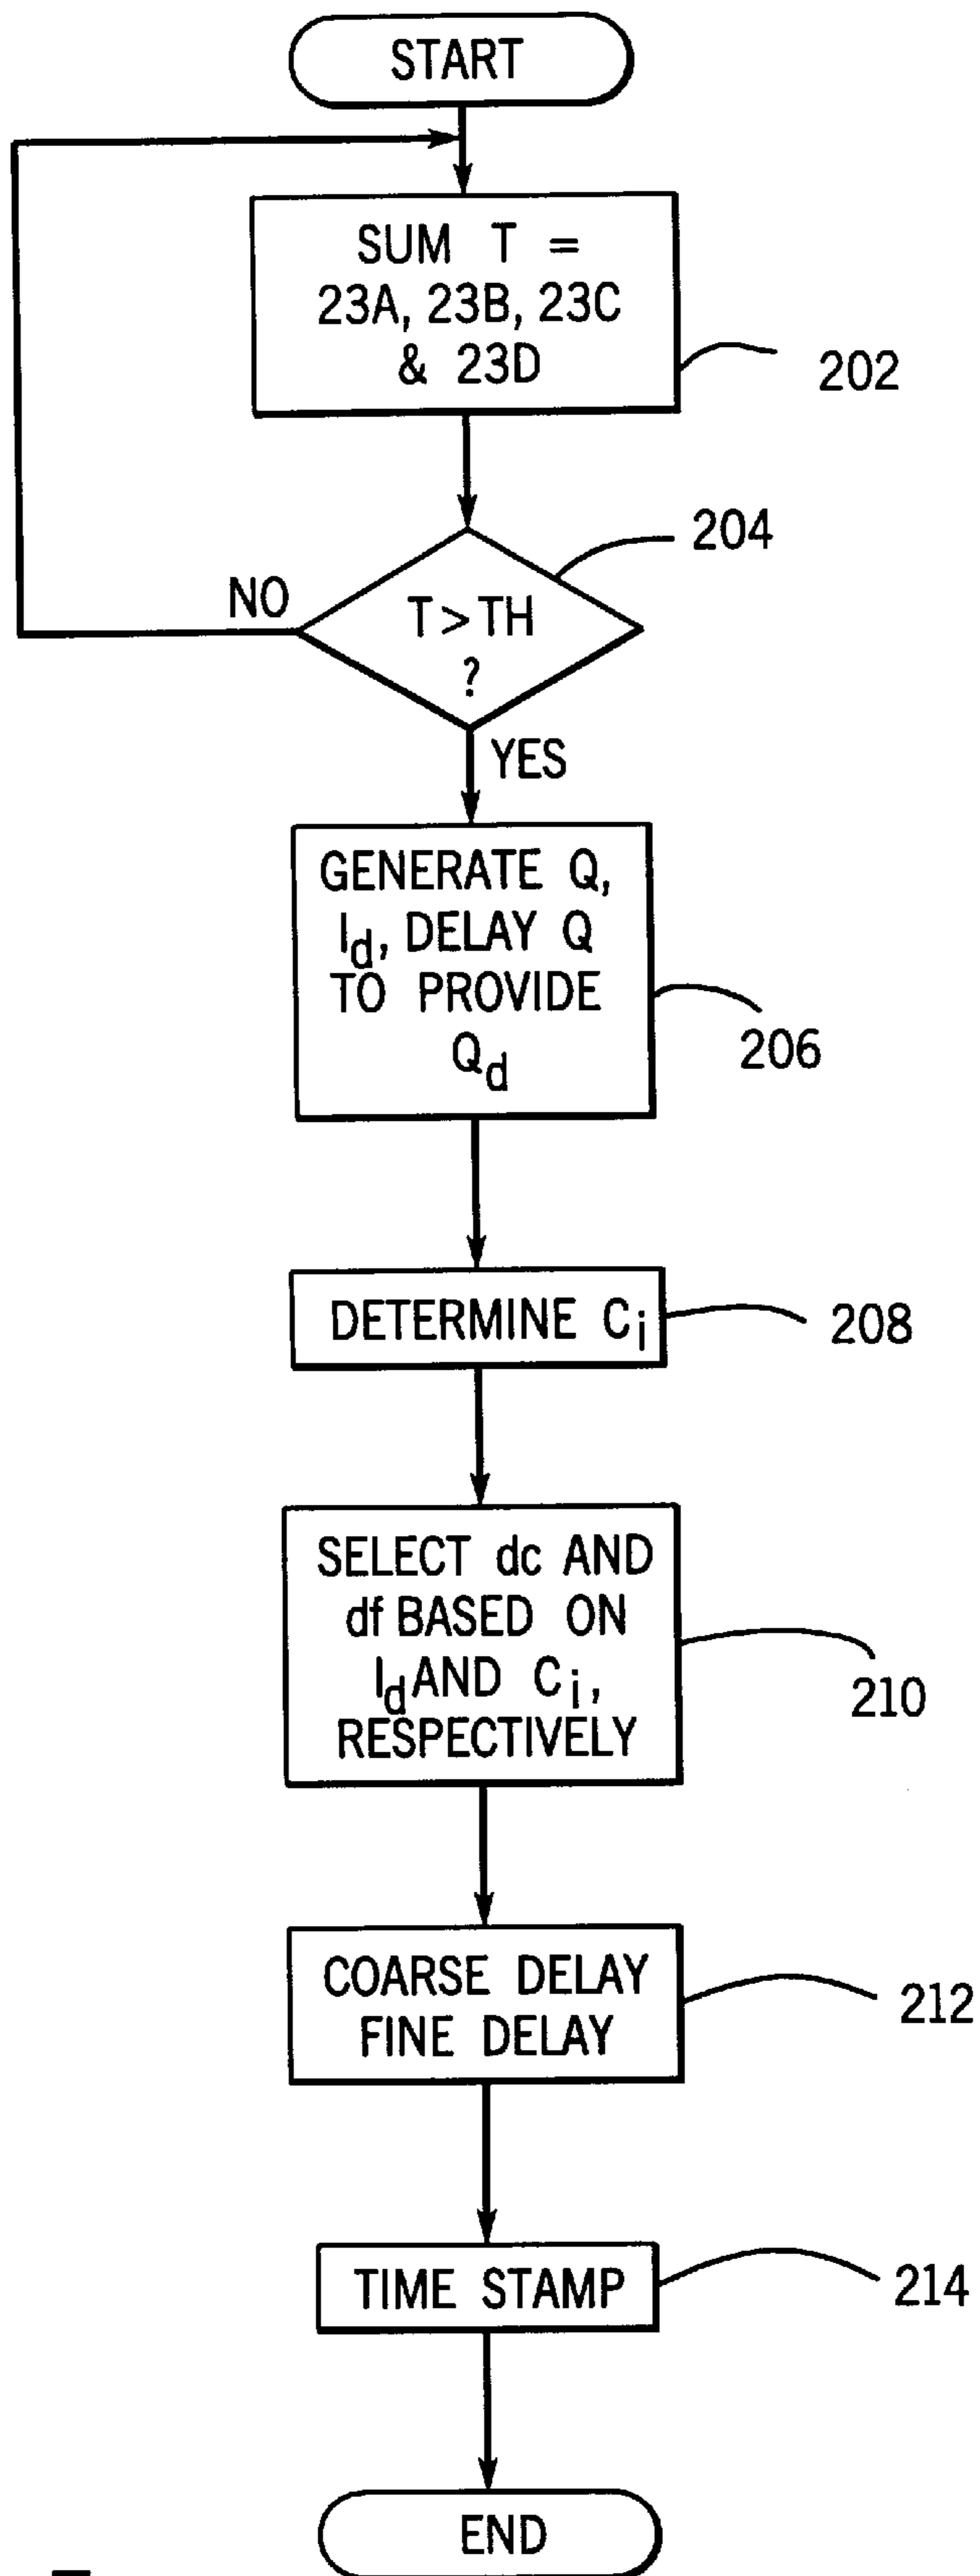 START
SUM T =
23A, 23B, 23C
& 23D
202
204
T > TH
?
NO
YES
GENERATE Q,
Id, DELAY Q
TO PROVIDE
Qd
206
DETERMINE Ci
208
SELECT dc AND
df BASED ON
Id AND Ci,
RESPECTIVELY
210
COARSE DELAY
FINE DELAY
212
TIME STAMP
214
END